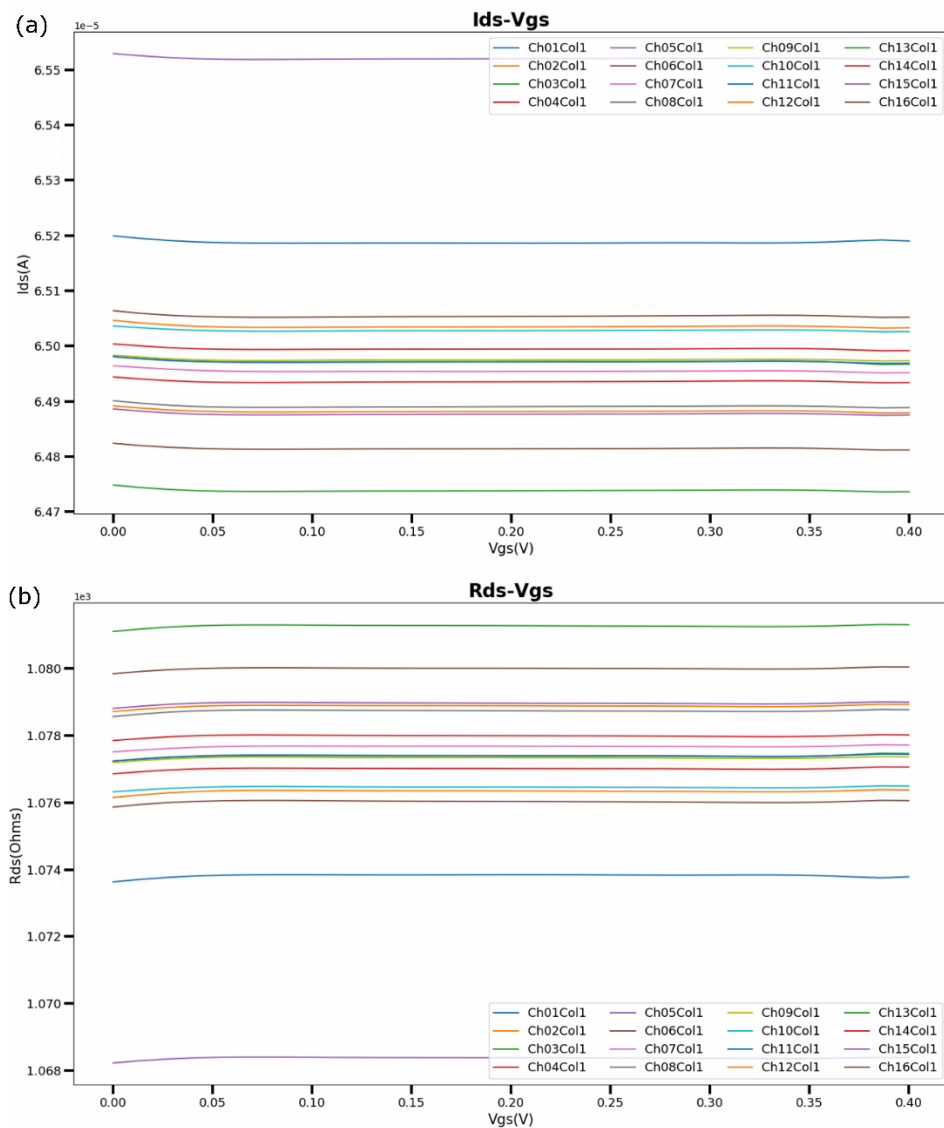 (a)
Ids-Vgs
1e-5
Ch01Col1 Ch05Col1 Ch09Col1 Ch13Col1
Ch02Col1 Ch06Col1 Ch10Col1 Ch14Col1
Ch03Col1 Ch07Col1 Ch11Col1 Ch15Col1
Ch04Col1 Ch08Col1 Ch12Col1 Ch16Col1
6.55
6.54
6.53
6.52
6.51
6.50
6.49
6.48
6.47
Ids(A)
0.00 0.05 0.10 0.15 0.20 0.25 0.30 0.35 0.40
Vgs(V)
(b)
Rds-Vgs
1e3
1.080
1.078
1.076
1.074
1.072
1.070
1.068
Rds(Ohms)
Ch01Col1 Ch05Col1 Ch09Col1 Ch13Col1
Ch02Col1 Ch06Col1 Ch10Col1 Ch14Col1
Ch03Col1 Ch07Col1 Ch11Col1 Ch15Col1
Ch04Col1 Ch08Col1 Ch12Col1 Ch16Col1
0.00 0.05 0.10 0.15 0.20 0.25 0.30 0.35 0.40
Vgs(V)